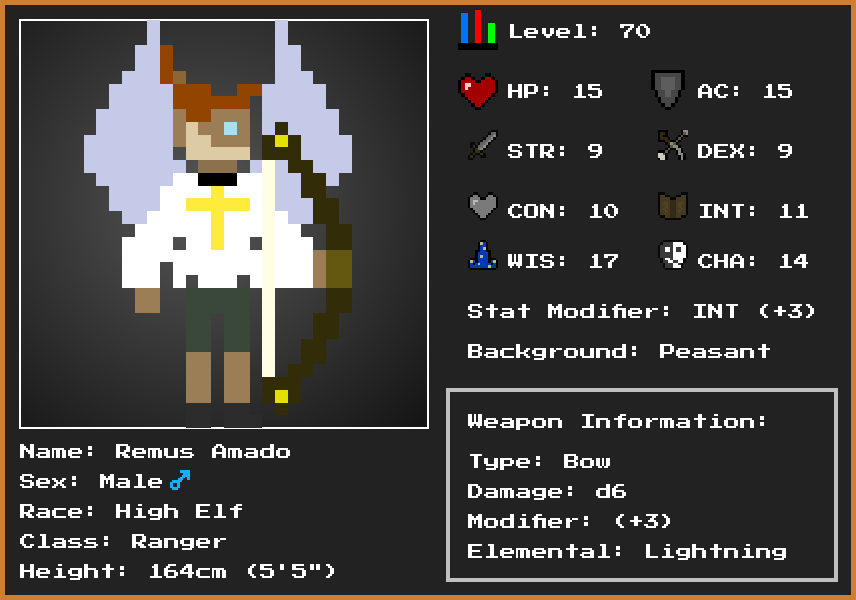 Level: 70
HP: 15
AC: 15
STR: 9
DEX: 9
CON: 10
INT: 11
WIS: 17
CHA: 14
Stat Modifier: INT (+3)
Background: Peasant
Weapon Information:
Type: Bow
Damage: d6
Modifier: (+3)
Elemental: Lightning
Name: Remus Amado
Sex: Male ♂
Race: High Elf
Class: Ranger
Height: 164cm (5'5")